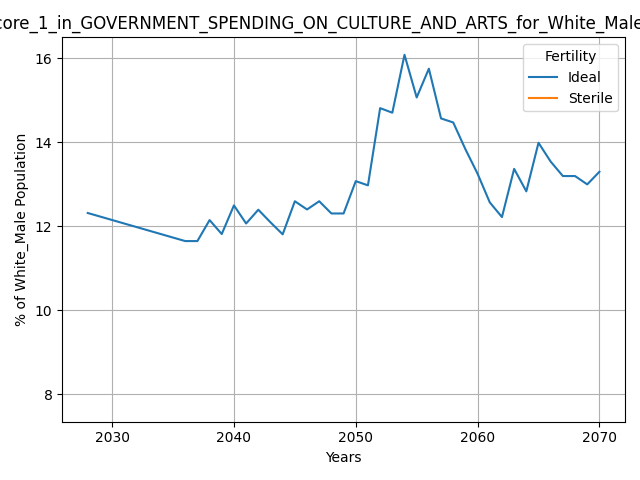 core_1_in_GOVERNMENT_SPENDING_ON_CULTURE_AND_ARTS_for_White_Male
Fertility
Ideal
Sterile
% of White_Male Population
16
14
12
10
8
2030 2040 2050 2060 2070
Years